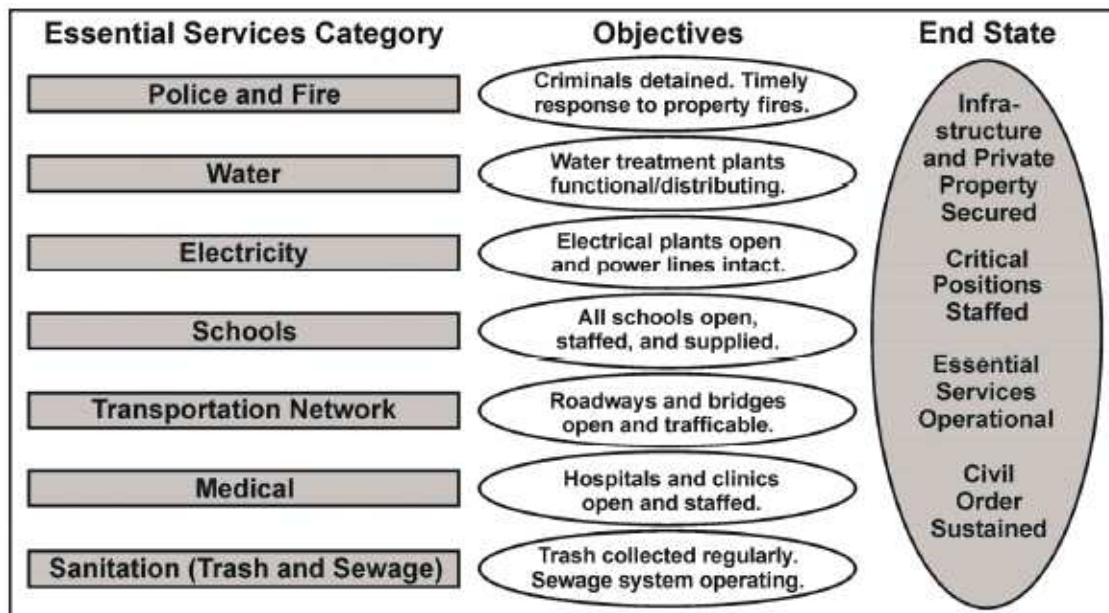 Essential Services Category
Objectives
End State
Police and Fire
Criminals detained. Timely
response to property fires.
Water
Water treatment plants
functional/distributing.
Electricity
Electrical plants open
and power lines intact.
Schools
All schools open,
staffed, and supplied.
Transportation Network
Roadways and bridges
open and trafficable.
Medical
Hospitals and clinics
open and staffed.
Sanitation (Trash and Sewage)
Trash collected regularly.
Sewage system operating.
Infra-
structure
and Private
Property
Secured
Critical
Positions
Staffed
Essential
Services
Operational
Civil
Order
Sustained